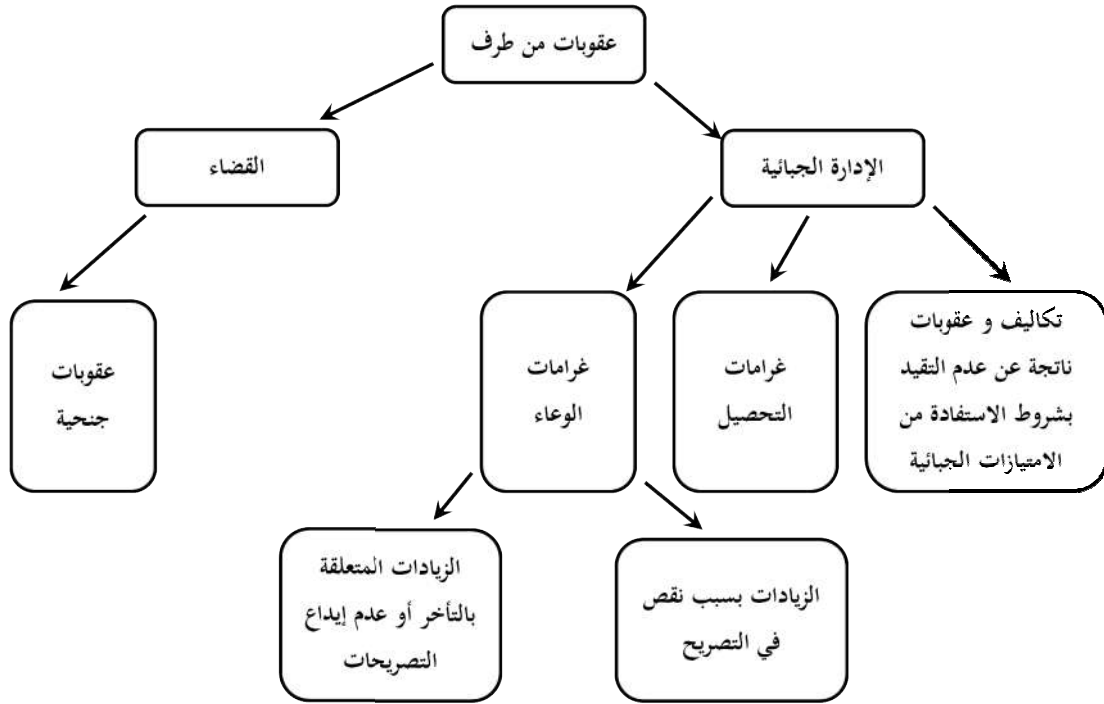 عقوبات من طرف
الإدارة الجبائية
القضاء
تكاليف و عقوبات
ناتجة عن عدم التقيد
بشروط الاستفادة من
الامتيازات الجبائية
غرامات
التحصيل
غرامات
الوعاء
عقوبات
جنحية
الزيادات بسبب نقص
في التصريح
الزيادات المتعلقة
بالتأخر أو عدم إيداع
التصريحات